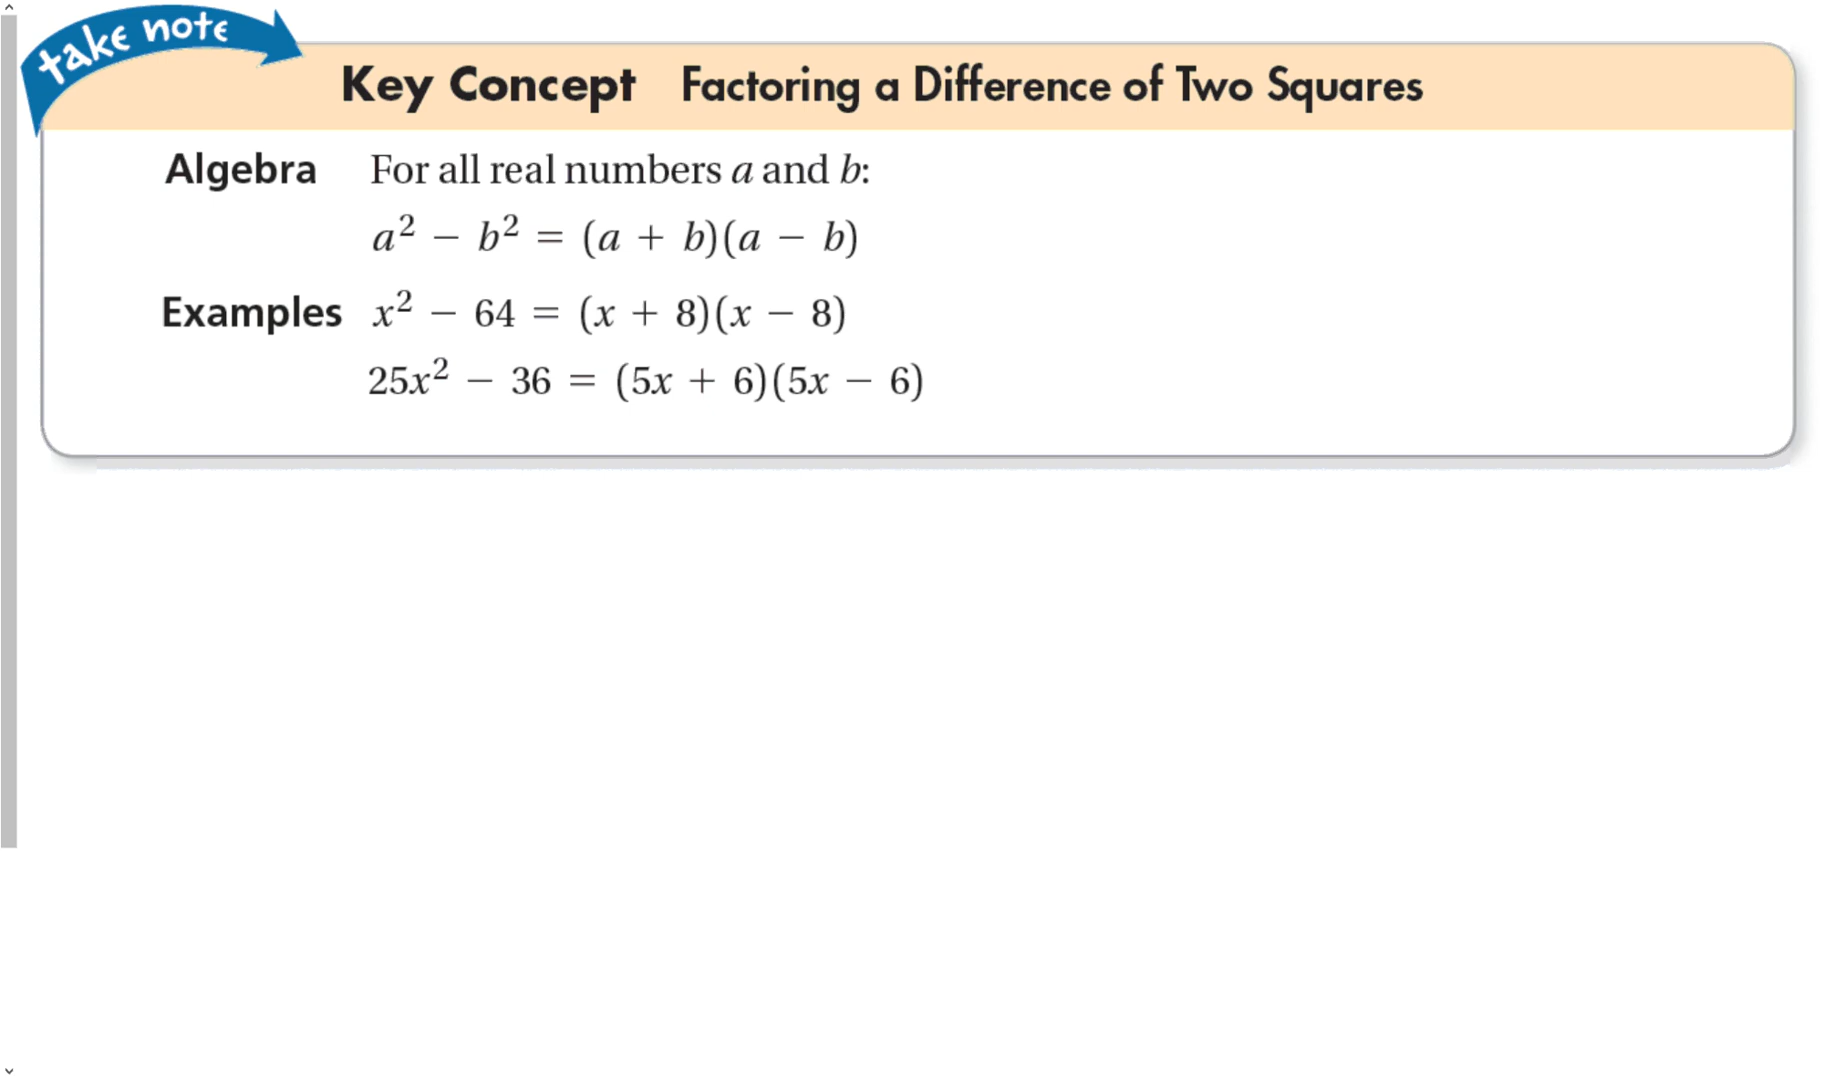 take note
Key Concept Factoring a Difference of Two Squares
Algebra For all real numbers a and b:
a² − b² = (a + b)(a − b)
Examples x² − 64 = (x + 8)(x − 8)
25x² − 36 = (5x + 6)(5x − 6)